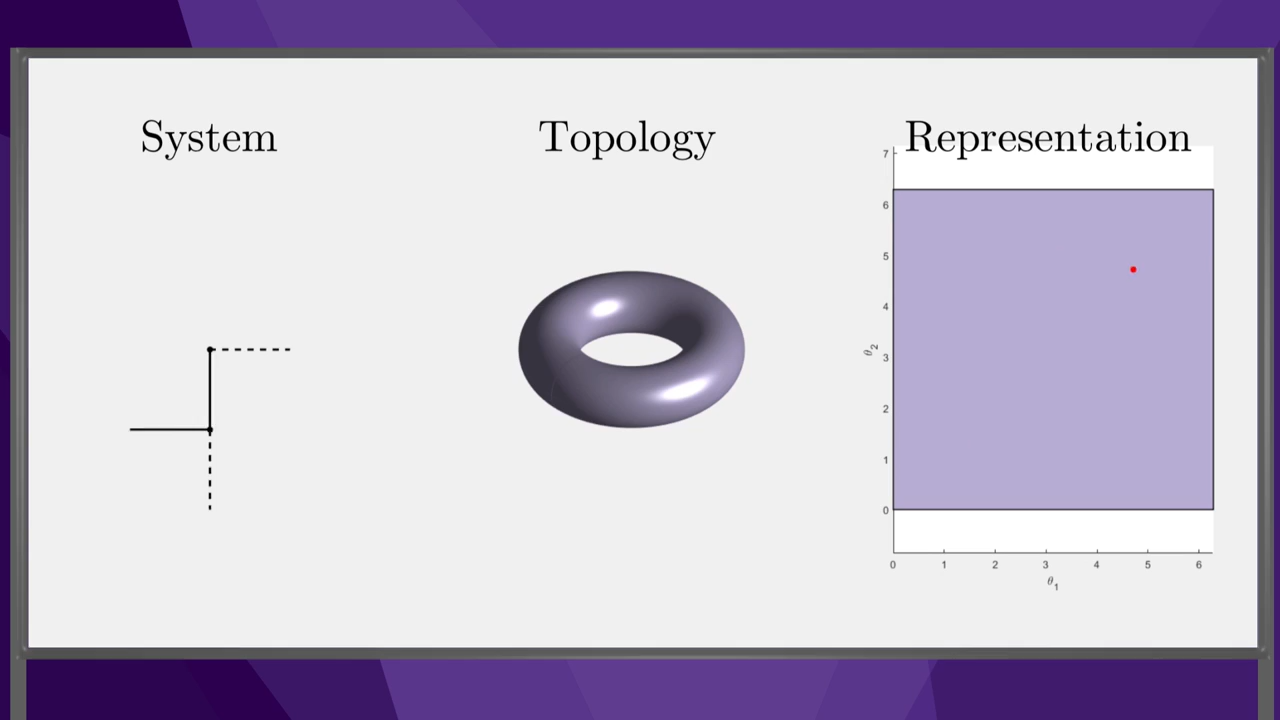 System
Topology
Representation
7
6
5
4
3
2
1
0
θ2
0 1 2 3 4 5 6
θ1